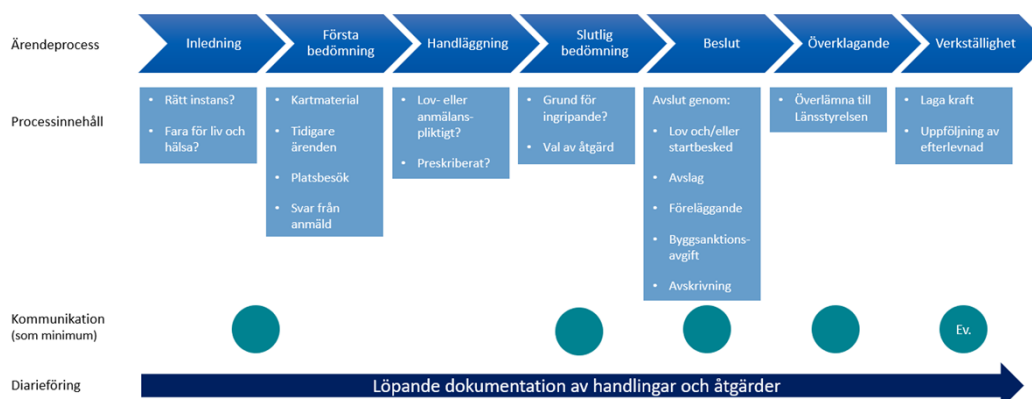 Ärendeprocess
Inledning
Första
bedömning
Handläggning
Slutlig
bedömning
Beslut
Överklagande
Verkställighet
Processinnehåll
• Rätt instans?
• Fara för liv och
hälsa?
• Kartmaterial
• Tidigare
ärenden
• Platsbesök
• Svar från
anmäld
• Lov- eller
anmälans-
pliktigt?
• Preskriberat?
• Grund för
ingripande?
• Val av åtgärd
Avslut genom:
• Lov och/eller
startbesked
• Avslag
• Föreläggande
• Byggsanktions-
avgift
• Avskrivning
• Överlämna till
Länsstyrelsen
• Laga kraft
• Uppföljning av
efterlevnad
Kommunikation
(som minimum)
Ev.
Diarieföring
Löpande dokumentation av handlingar och åtgärder